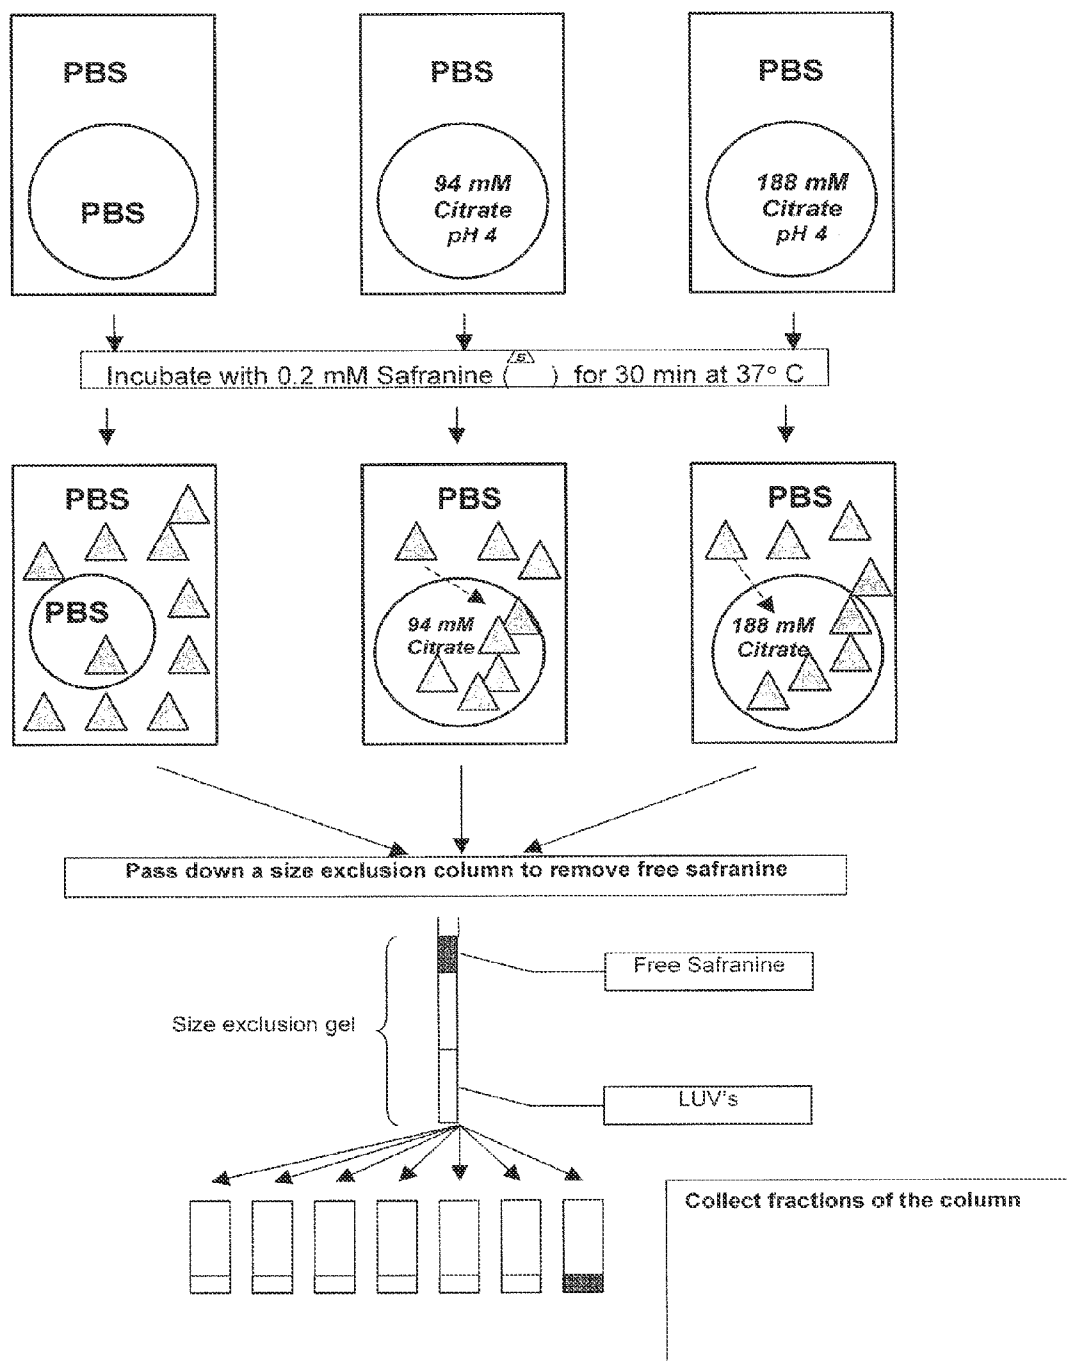 PBS
PBS
PBS
PBS
94 mM
Citrate
pH 4
188 mM
Citrate
pH 4
S
Incubate with 0.2 mM Safranine ( ) for 30 min at 37° C
PBS
PBS
PBS
PBS
94 mM
Citrate
188 mM
Citrate
Pass down a size exclusion column to remove free safranine
Free Safranine
Size exclusion gel
LUV's
Collect fractions of the column